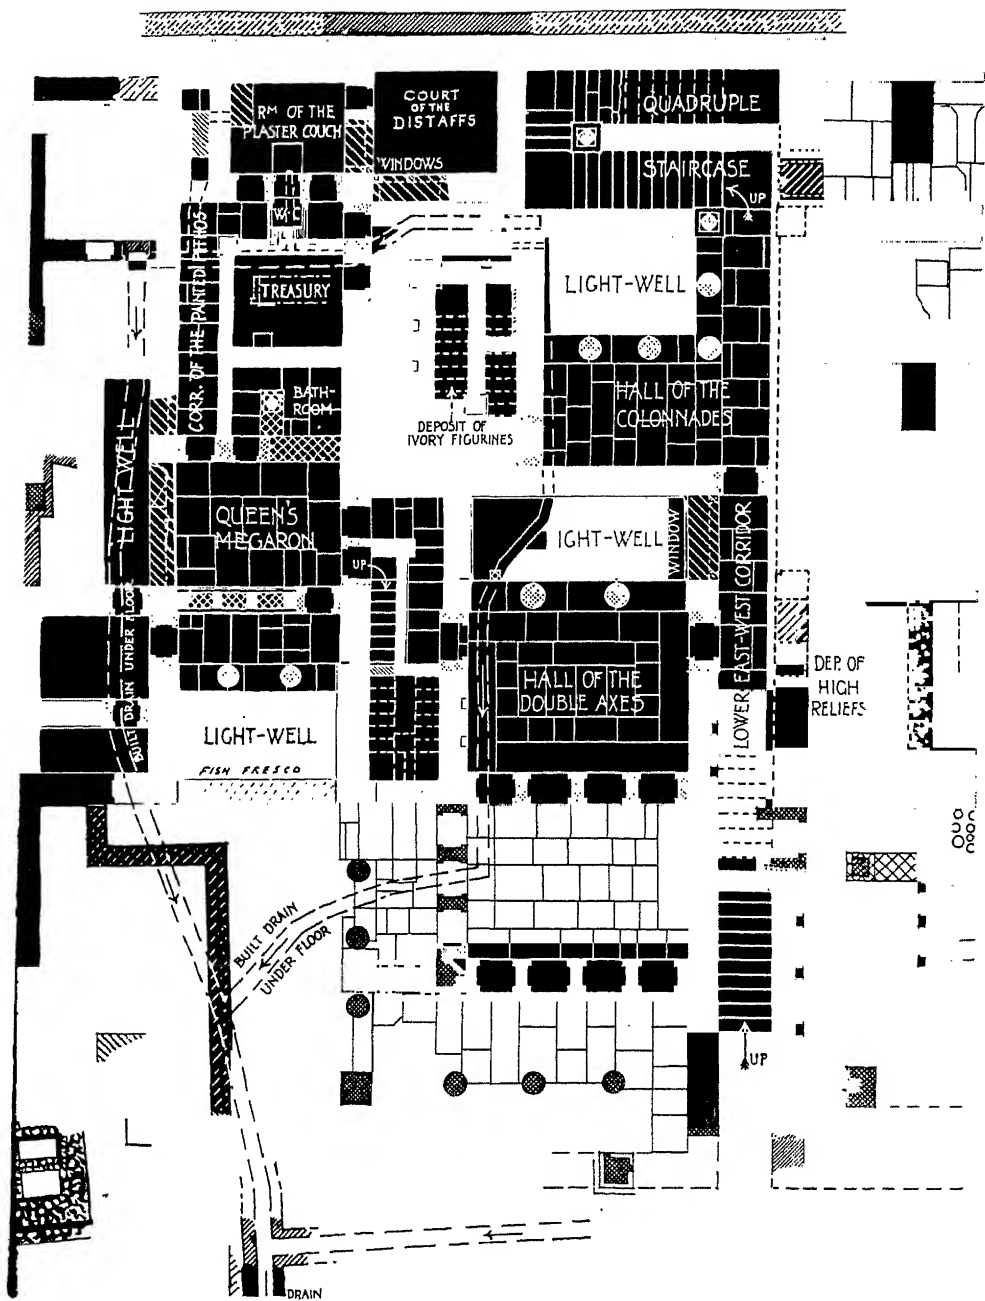 Rᴹ OF THE
PLASTER COUCH
COURT
OF THE
DISTAFFS
WINDOWS
QUADRUPLE
STAIRCASE
UP
W·C
CORR. OF THE PAINTED PITHOS
TREASURY
LIGHT-WELL
BATH-
ROOM
HALL OF THE
COLONNADES
DEPOSIT OF
IVORY FIGURINES
LIGHT WELL
QUEEN'S
MEGARON
UP
IGHT-WELL
WINDOW
LOWER EAST-WEST CORRIDOR
BUILT DRAIN UNDER FLOOR
HALL OF THE
DOUBLE AXES
DEP. OF
HIGH
RELIEFS
LIGHT-WELL
FISH FRESCO
BUILT DRAIN
UNDER FLOOR
UP
DRAIN